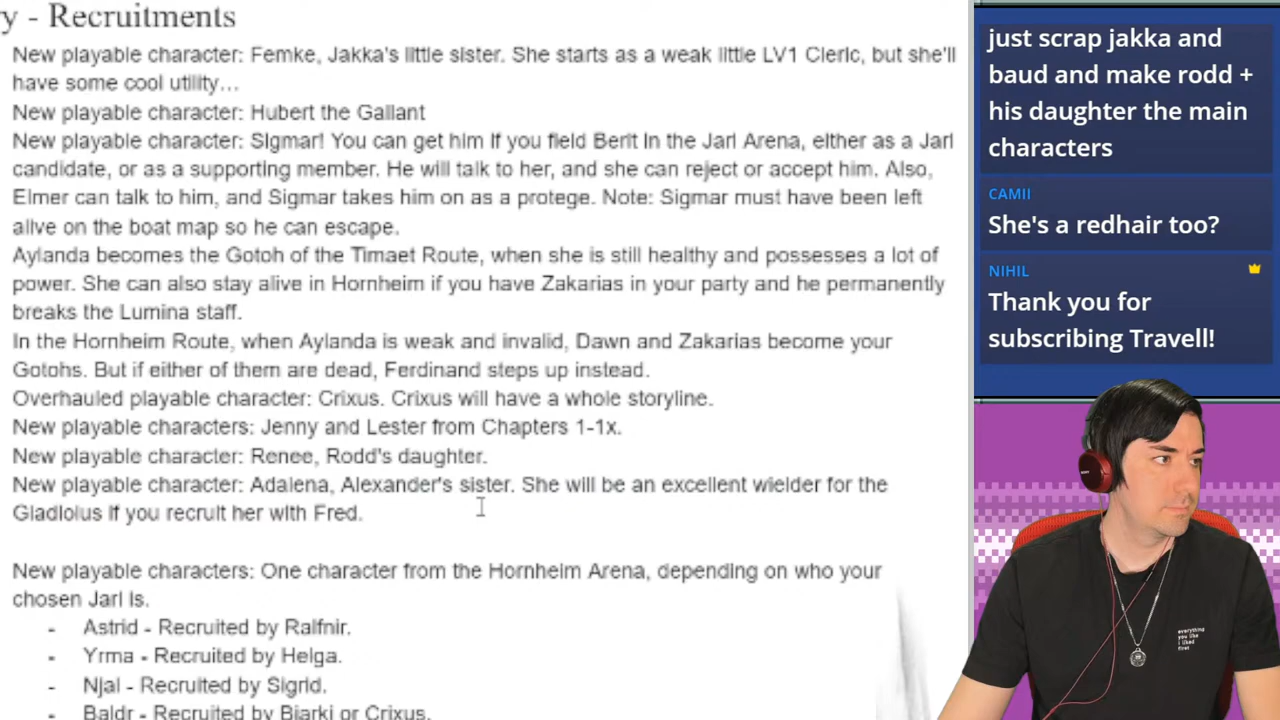 y - Recruitments
New playable character: Femke, Jakka's little sister. She starts as a weak little LV1 Cleric, but she'll
have some cool utility...
New playable character: Hubert the Gallant
New playable character: Sigmar! You can get him if you field Berit in the Jarl Arena, either as a Jarl
candidate, or as a supporting member. He will talk to her, and she can reject or accept him. Also,
Elmer can talk to him, and Sigmar takes him on as a protege. Note: Sigmar must have been left
alive on the boat map so he can escape.
Aylanda becomes the Gotoh of the Timaet Route, when she is still healthy and possesses a lot of
power. She can also stay alive in Hornheim if you have Zakarias in your party and he permanently
breaks the Lumina staff.
In the Hornheim Route, when Aylanda is weak and invalid, Dawn and Zakarias become your
Gotohs. But if either of them are dead, Ferdinand steps up instead.
Overhauled playable character: Crixus. Crixus will have a whole storyline.
New playable characters: Jenny and Lester from Chapters 1-1x.
New playable character: Renee, Rodd's daughter.
New playable character: Adalena, Alexander's sister. She will be an excellent wielder for the
Gladiolus if you recruit her with Fred.
New playable characters: One character from the Hornheim Arena, depending on who your
chosen Jarl is.
- Astrid - Recruited by Ralfnir.
- Yrma - Recruited by Helga.
- Njal - Recruited by Sigrid.
- Baldr - Recruited by Bjarki or Crixus.
just scrap jakka and
baud and make rodd +
his daughter the main
characters
CAMII
She's a redhair too?
NIHIL
Thank you for
subscribing Travell!
everything
you like
i liked
first